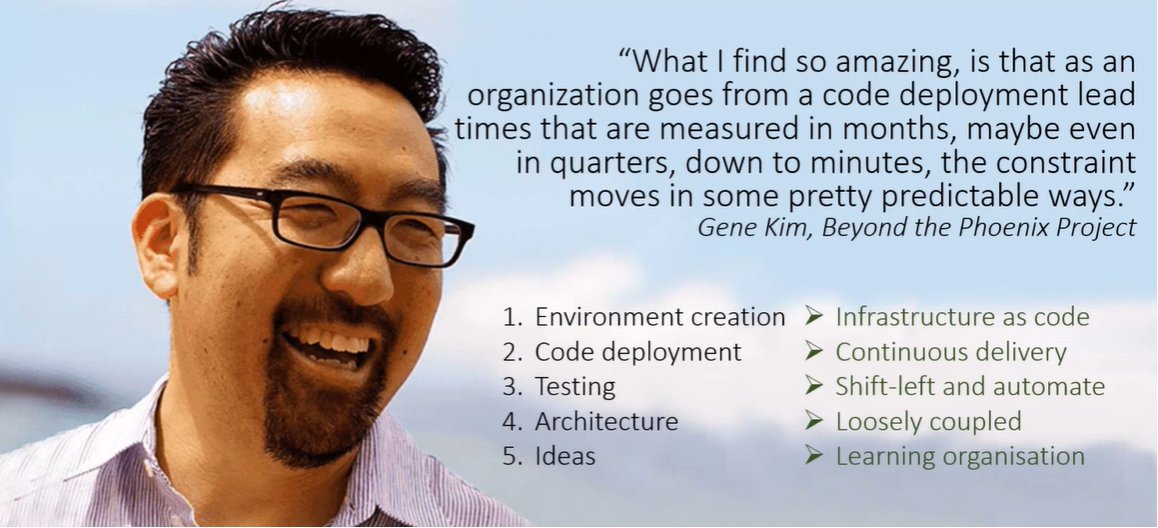 “What I find so amazing, is that as an
organization goes from a code deployment lead
times that are measured in months, maybe even
in quarters, down to minutes, the constraint
moves in some pretty predictable ways.”
Gene Kim, Beyond the Phoenix Project
1. Environment creation ➢ Infrastructure as code
2. Code deployment ➢ Continuous delivery
3. Testing ➢ Shift-left and automate
4. Architecture ➢ Loosely coupled
5. Ideas ➢ Learning organisation